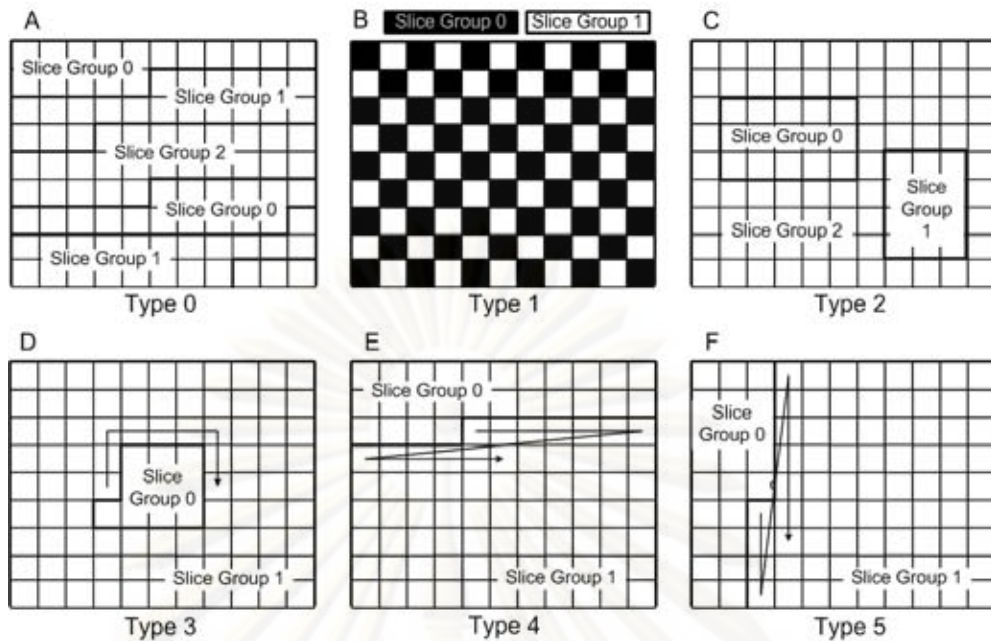 A
Slice Group 0
Slice Group 1
Slice Group 2
Slice Group 0
Slice Group 1
Type 0
B
Slice Group 0
Slice Group 1
Type 1
C
Slice Group 0
Slice
Group
1
Slice Group 2
Type 2
D
Slice
Group 0
Slice Group 1
Type 3
E
Slice Group 0
Slice Group 1
Type 4
F
Slice
Group 0
Slice Group 1
Type 5